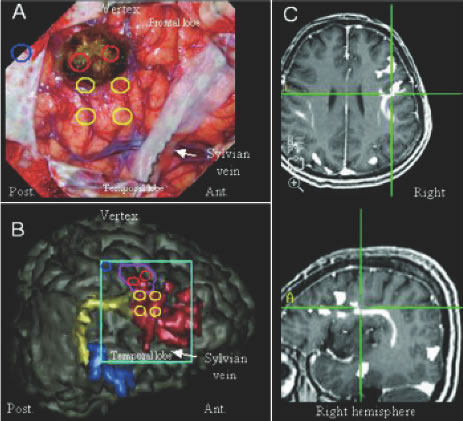 A
Vertex
Frontal lobe
Sylvian
vein
Post.
Temporal lobe
Ant.
B
Vertex
Temporal lobe
Sylvian
vein
Post.
Ant.
C
Right
Right hemisphere